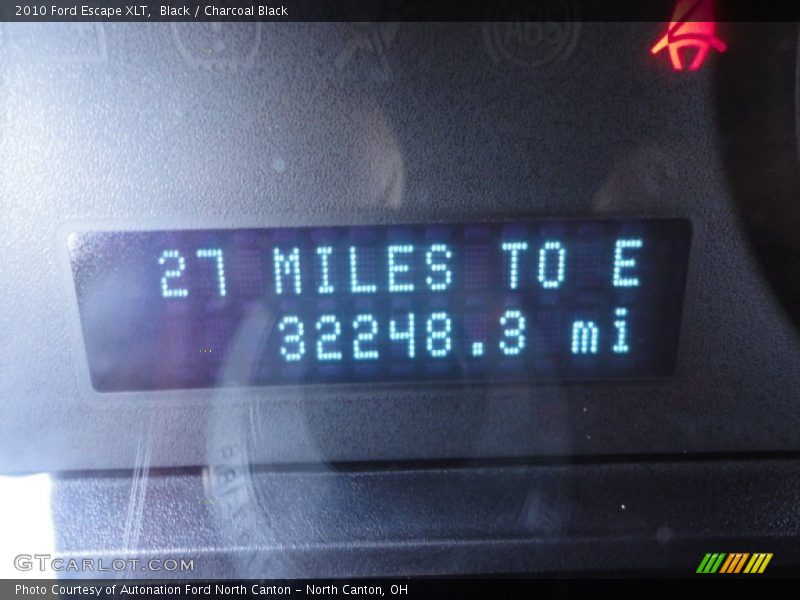 2010 Ford Escape XLT,  Black / Charcoal Black
ABS
27 MILES TO E
32248.3 mi
GTCARLOT.COM
Photo Courtesy of Autonation Ford North Canton - North Canton, OH